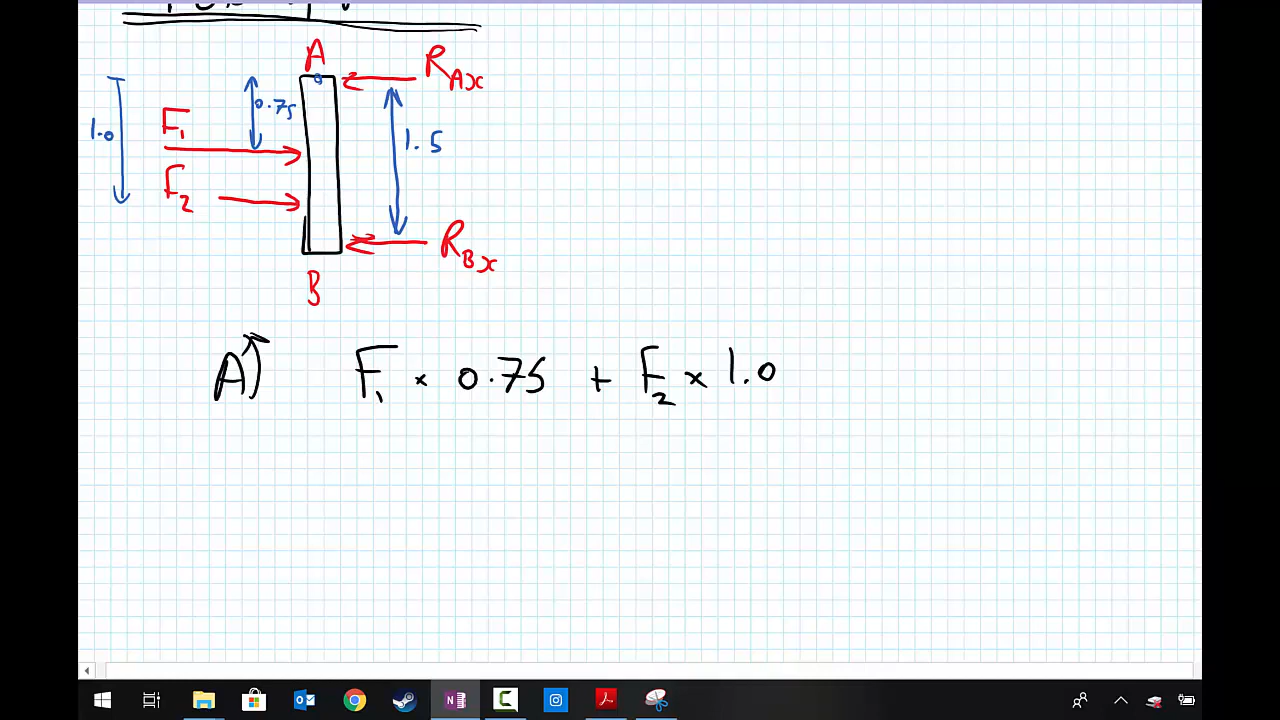 A
R_Ax
0.75
1.0
F_1
1.5
F_2
R_Bx
B
A) F_1 × 0.75 + F_2 × 1.0